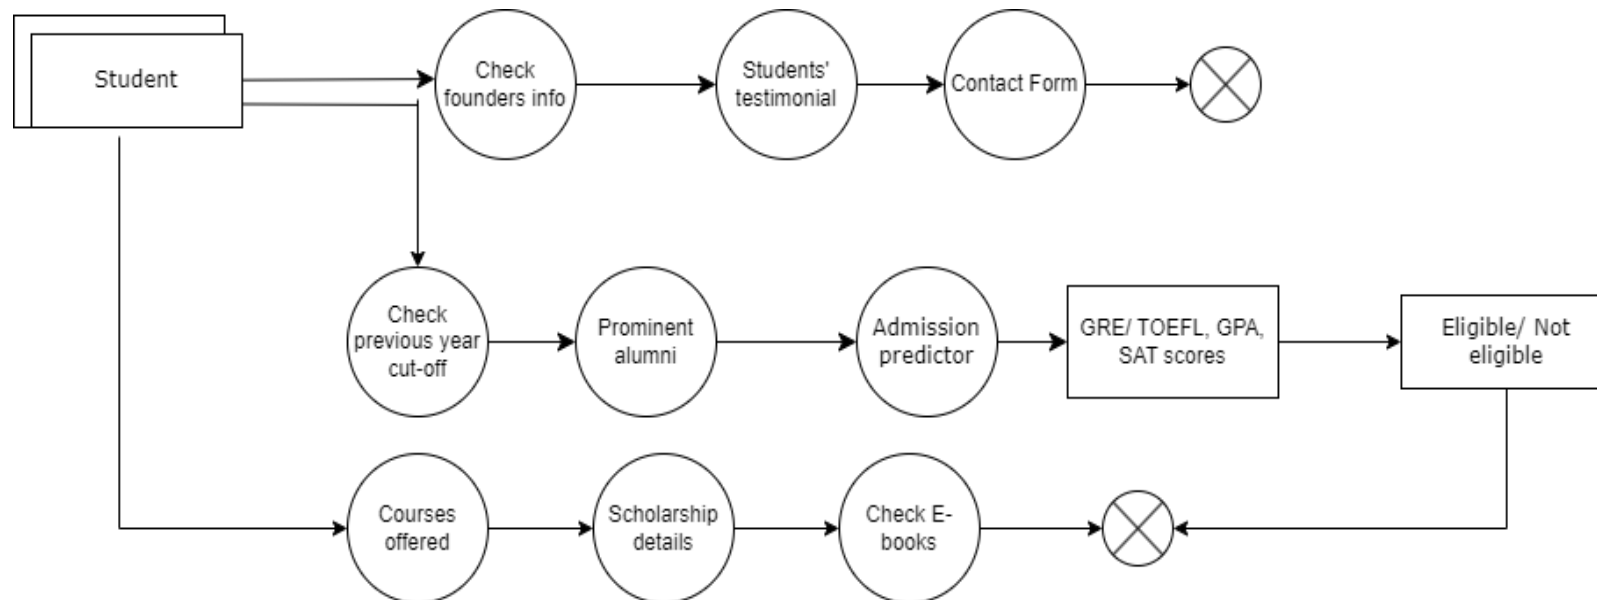 Student
Check
founders info
Students'
testimonial
Contact Form
Check
previous year
cut-off
Prominent
alumni
Admission
predictor
GRE/ TOEFL, GPA,
SAT scores
Eligible/ Not
eligible
Courses
offered
Scholarship
details
Check E-
books